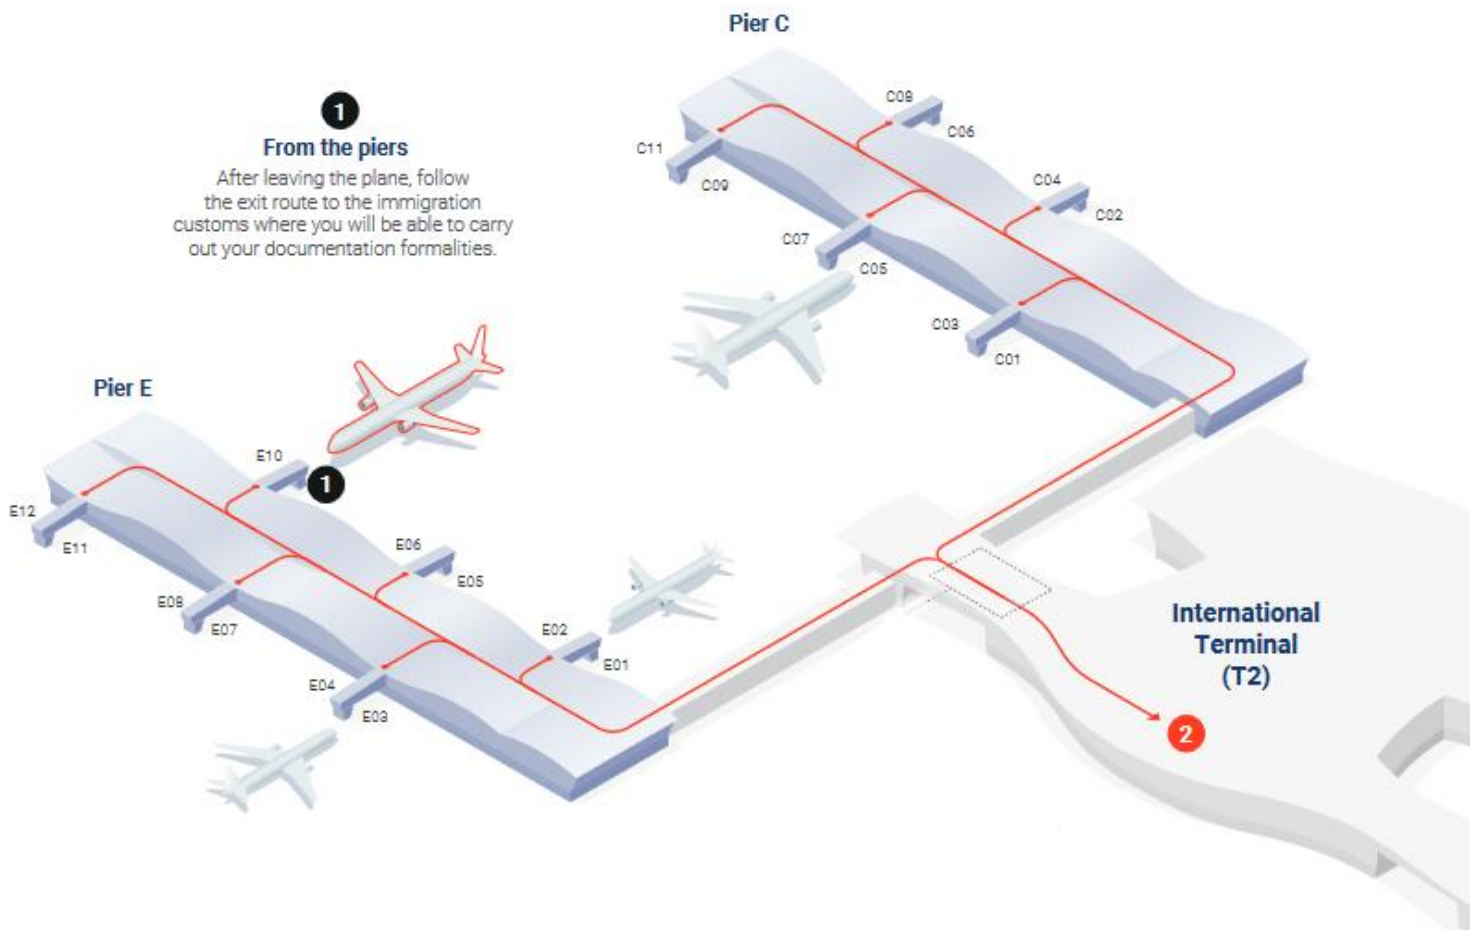 Pier C
1
From the piers
After leaving the plane, follow
the exit route to the immigration
customs where you will be able to carry
out your documentation formalities.
C08
C06
C11
C09
C04
C02
C07
C05
C03
C01
Pier E
E10
1
E12
E11
E06
E05
E08
E07
E02
E01
E04
E03
International
Terminal
(T2)
2